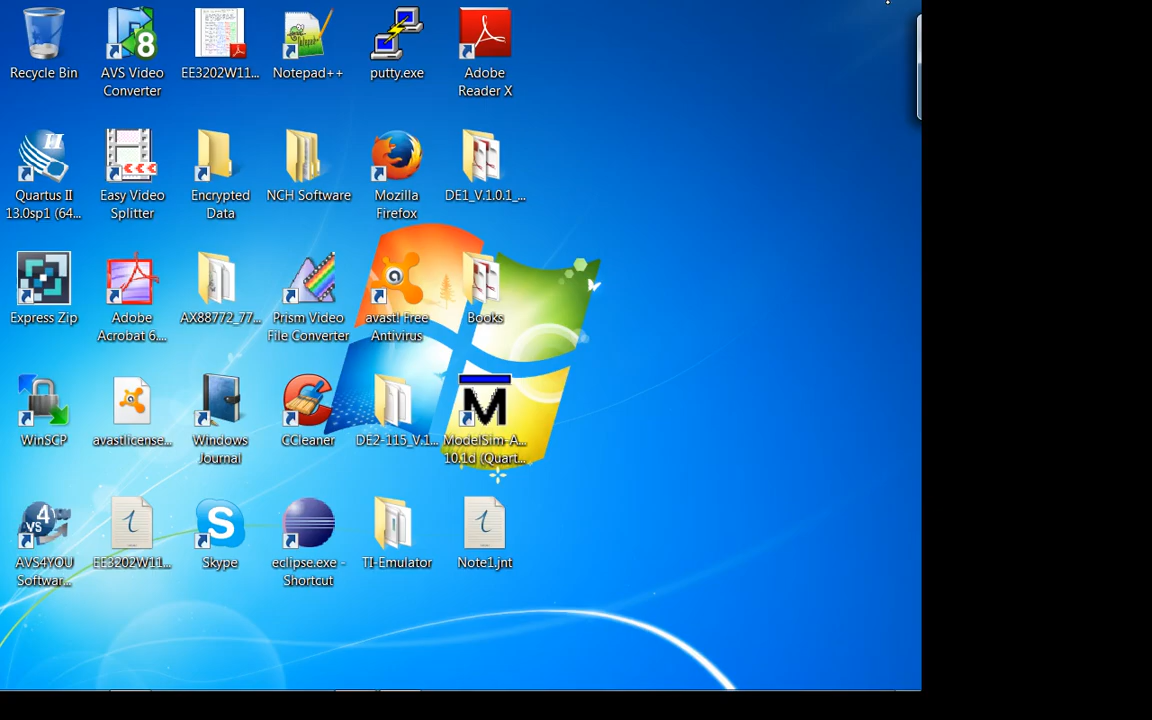 Recycle Bin
AVS Video
Converter
EE3202W11...
Notepad++
putty.exe
Adobe
Reader X
Quartus II
13.0sp1 (64...
Easy Video
Splitter
Encrypted
Data
NCH Software
Mozilla
Firefox
DE1_V.1.0.1_...
Express Zip
Adobe
Acrobat 6....
AX88772_77...
Prism Video
File Converter
avast! Free
Antivirus
Books
WinSCP
avastlicense...
Windows
Journal
CCleaner
DE2-115_V.1...
ModelSim-A...
10.1d (Quart...
AVS4YOU
Softwar...
EE3202W11...
Skype
eclipse.exe -
Shortcut
TI-Emulator
Note1.jnt